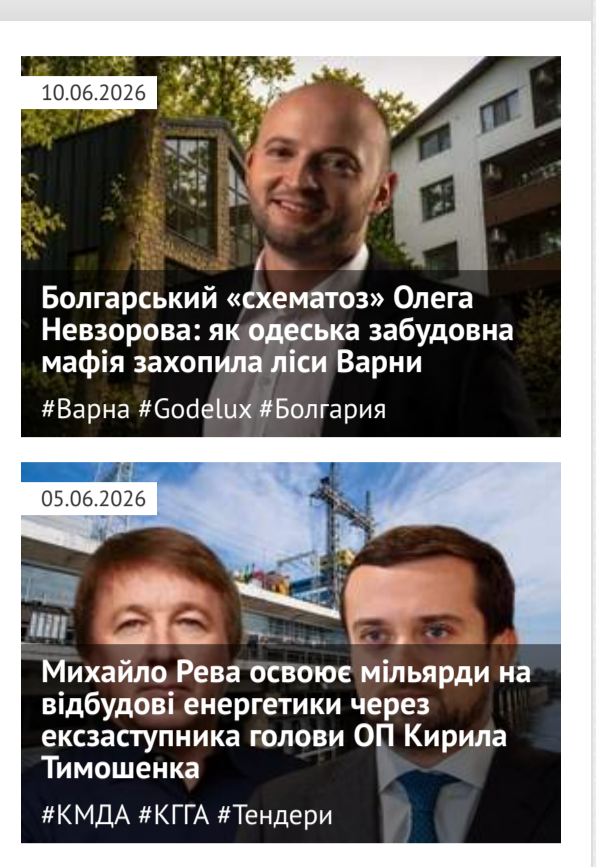 10.06.2026
Болгарський «схематоз» Олега
Невзорова: як одеська забудовна
мафія захопила ліси Варни
#Варна #Godelux #Болгария
05.06.2026
Михайло Рева освоює мільярди на
відбудові енергетики через
ексзаступника голови ОП Кирила
Тимошенка
#КМДА #КГГА #Тендери